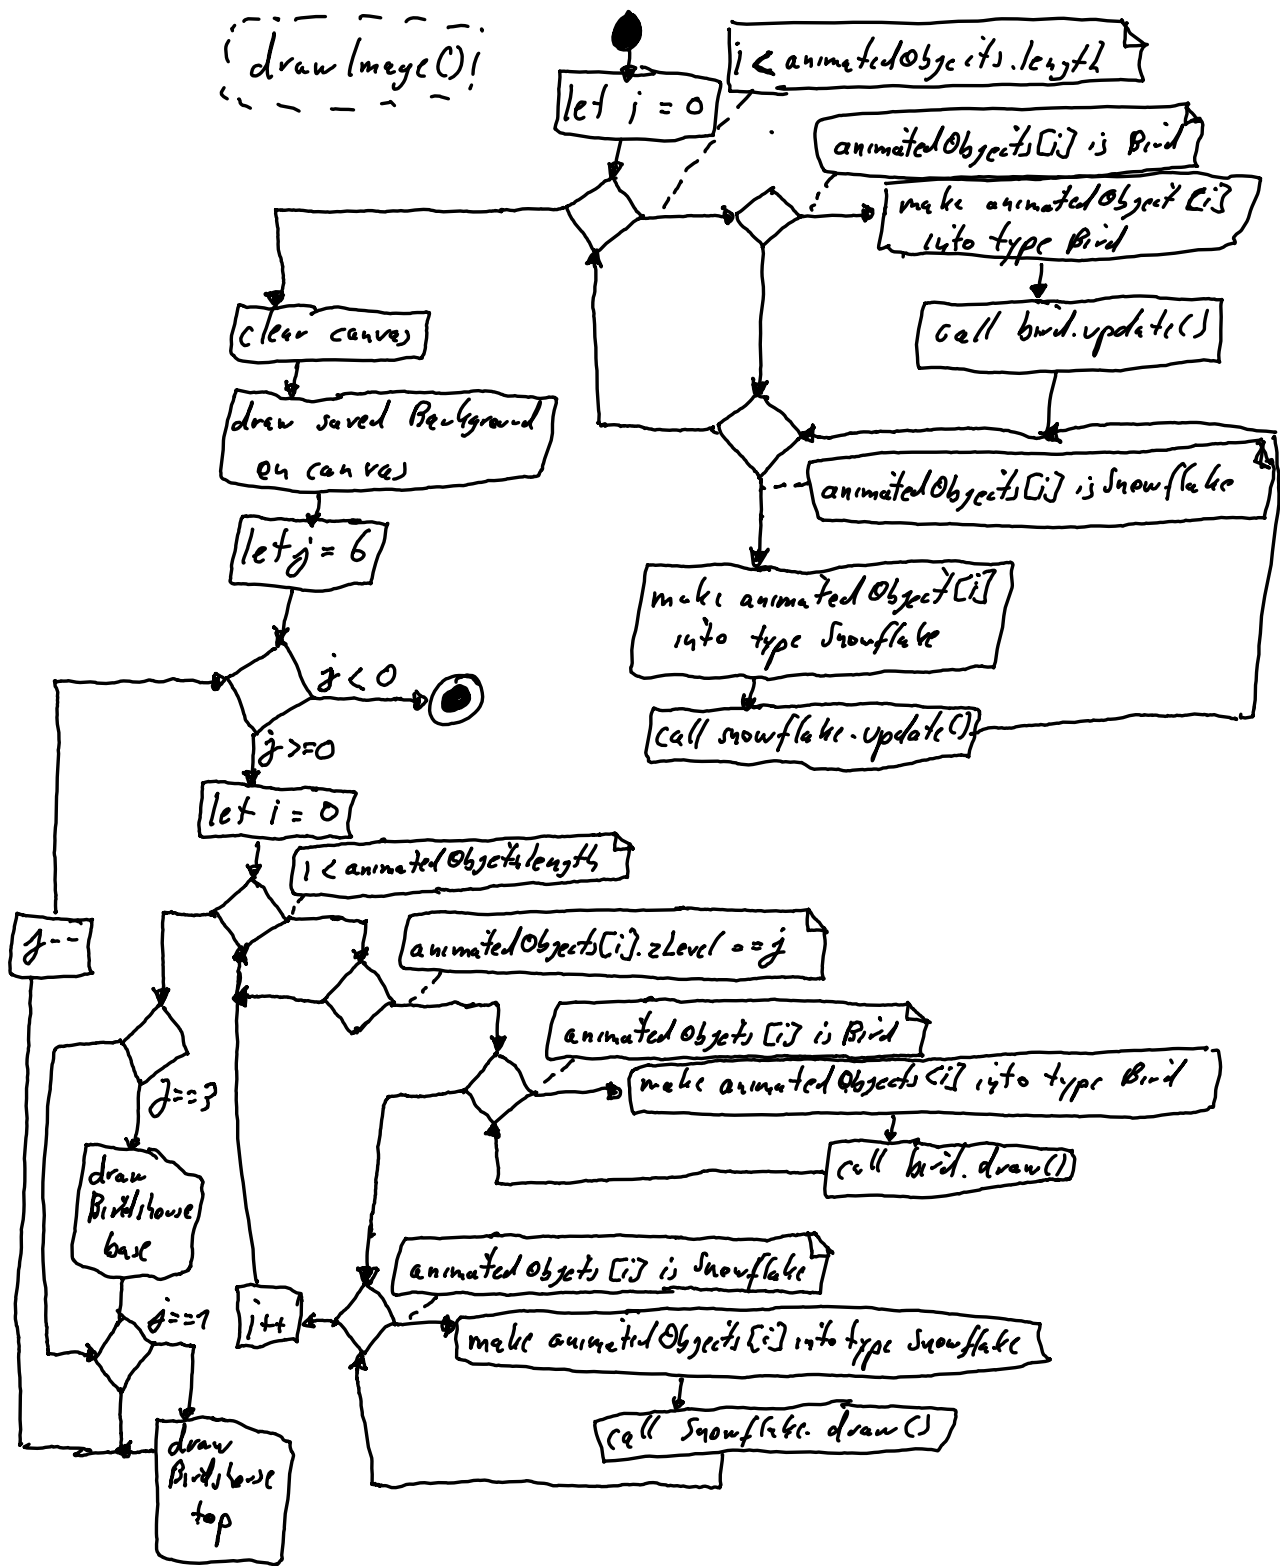 drawImage()!
let i = 0
i < animatedObjects.length
animatedObjects[i] is Bird
make animatedObject[i]
into type Bird
call bird.update()
clear canvas
draw saved Background
on canvas
animatedObjects[i] is Snowflake
let j = 6
make animatedObject[i]
into type Snowflake
call snowflake.update()
j < 0
j >= 0
let i = 0
i < animatedObjects.length
j--
animatedObjects[i].zLevel == j
animatedObjects [i] is Bird
make animatedObjects [i] into type Bird
call bird.draw()
j==3
draw
Birdshouse
base
animatedObjects [i] is Snowflake
i++
make animatedObjects[i] into type Snowflake
call Snowflake.draw()
j==1
draw
Birdshouse
top